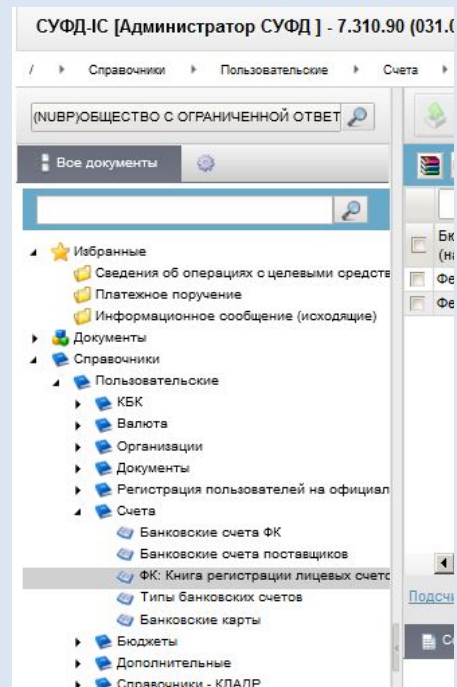 СУФД-IC [Администратор СУФД ] - 7.310.90 (031.0
/ Справочники Пользовательские Счета
(NUBP)ОБЩЕСТВО С ОГРАНИЧЕННОЙ ОТВЕТ
Все документы
Избранные
Сведения об операциях с целевыми средств
Платежное поручение
Информационное сообщение (исходящие)
Документы
Справочники
Пользовательские
КБК
Валюта
Организации
Документы
Регистрация пользователей на официал
Счета
Банковские счета ФК
Банковские счета поставщиков
ФК: Книга регистрации лицевых счето
Типы банковских счетов
Банковские карты
Бюджеты
Дополнительные
Справочники - КЛАДР
Бю
(на
Фе
Фе
Подсчи